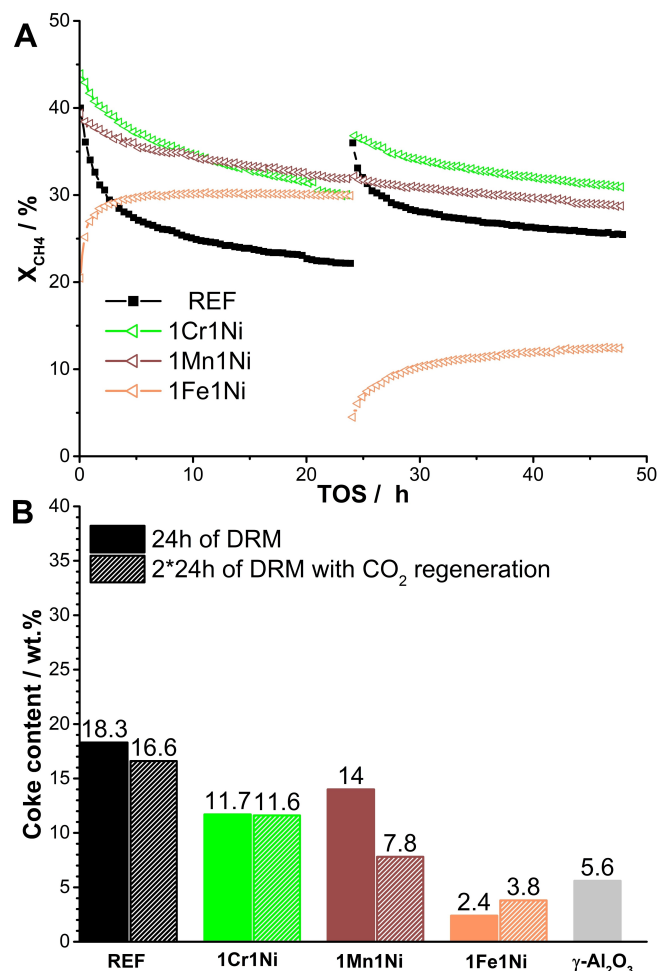 A
50
40
30
20
10
0
X_CH4 / %
REF
1Cr1Ni
1Mn1Ni
1Fe1Ni
0 10 20 30 40 50
TOS / h
B
40
35
30
25
20
15
10
5
0
Coke content / wt.%
24h of DRM
2*24h of DRM with CO₂ regeneration
18.3 16.6 11.7 11.6 14 7.8 2.4 3.8 5.6
REF 1Cr1Ni 1Mn1Ni 1Fe1Ni γ-Al₂O₃